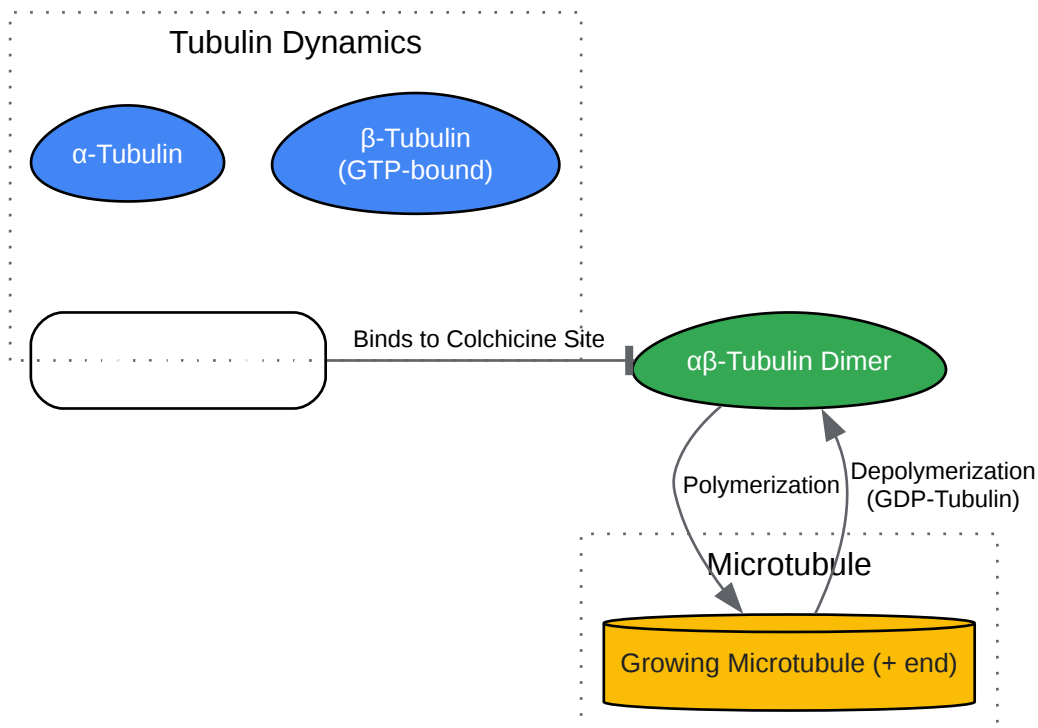 Tubulin Dynamics
α-Tubulin
β-Tubulin
(GTP-bound)
Binds to Colchicine Site
αβ-Tubulin Dimer
Polymerization
Depolymerization
(GDP-Tubulin)
Microtubule
Growing Microtubule (+ end)